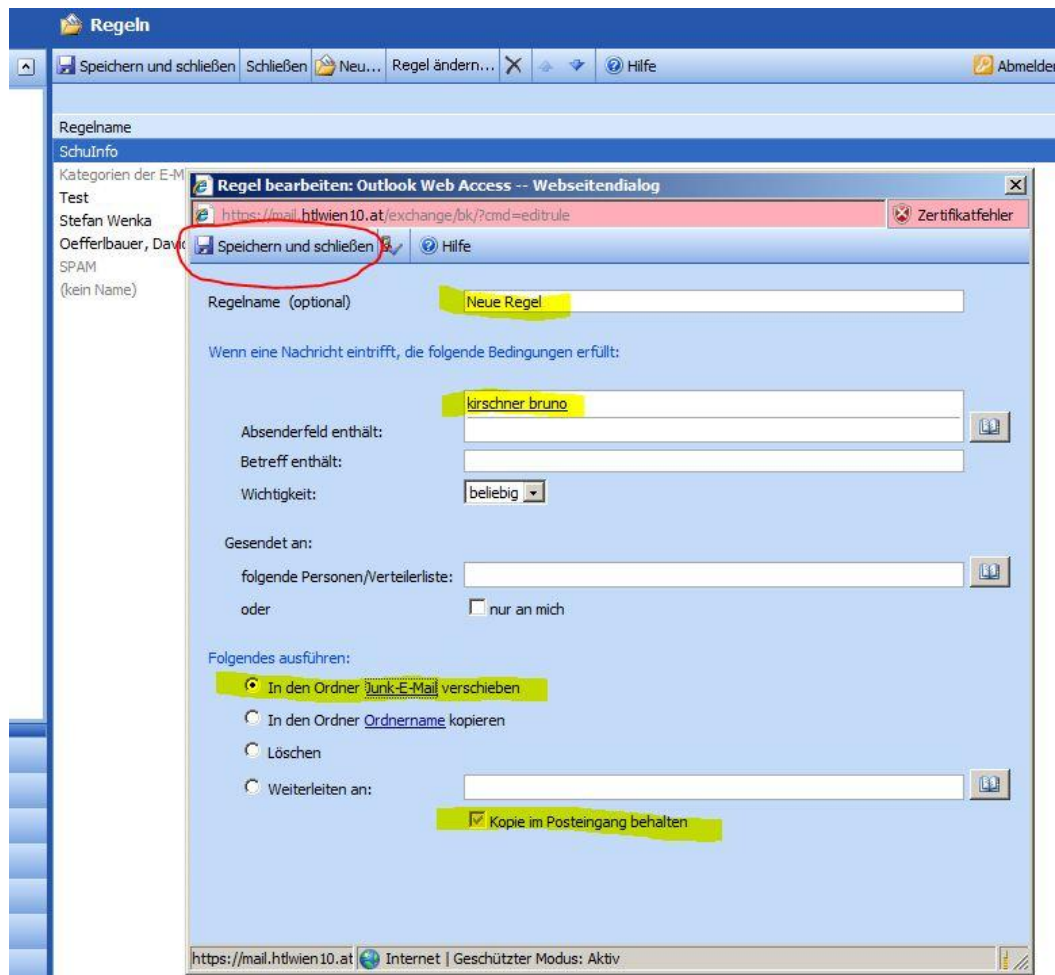 Regeln
Speichern und schließen Schließen Neu... Regel ändern... Hilfe Abmelden
Regelname
SchuInfo
Kategorien der E-M
Test
Stefan Wenka
Oefferlbauer, David
SPAM
(kein Name)
Regel bearbeiten: Outlook Web Access -- Webseitendialog
https://mail.htlwien10.at/exchange/bk/?cmd=editrule Zertifikatfehler
Speichern und schließen Hilfe
Regelname (optional) Neue Regel
Wenn eine Nachricht eintrifft, die folgende Bedingungen erfüllt:
kirschner bruno
Absenderfeld enthält:
Betreff enthält:
Wichtigkeit: beliebig
Gesendet an:
folgende Personen/Verteilerliste:
oder nur an mich
Folgendes ausführen:
In den Ordner Junk-E-Mail verschieben
In den Ordner Ordnername kopieren
Löschen
Weiterleiten an:
Kopie im Posteingang behalten
https://mail.htlwien10.at Internet | Geschützter Modus: Aktiv